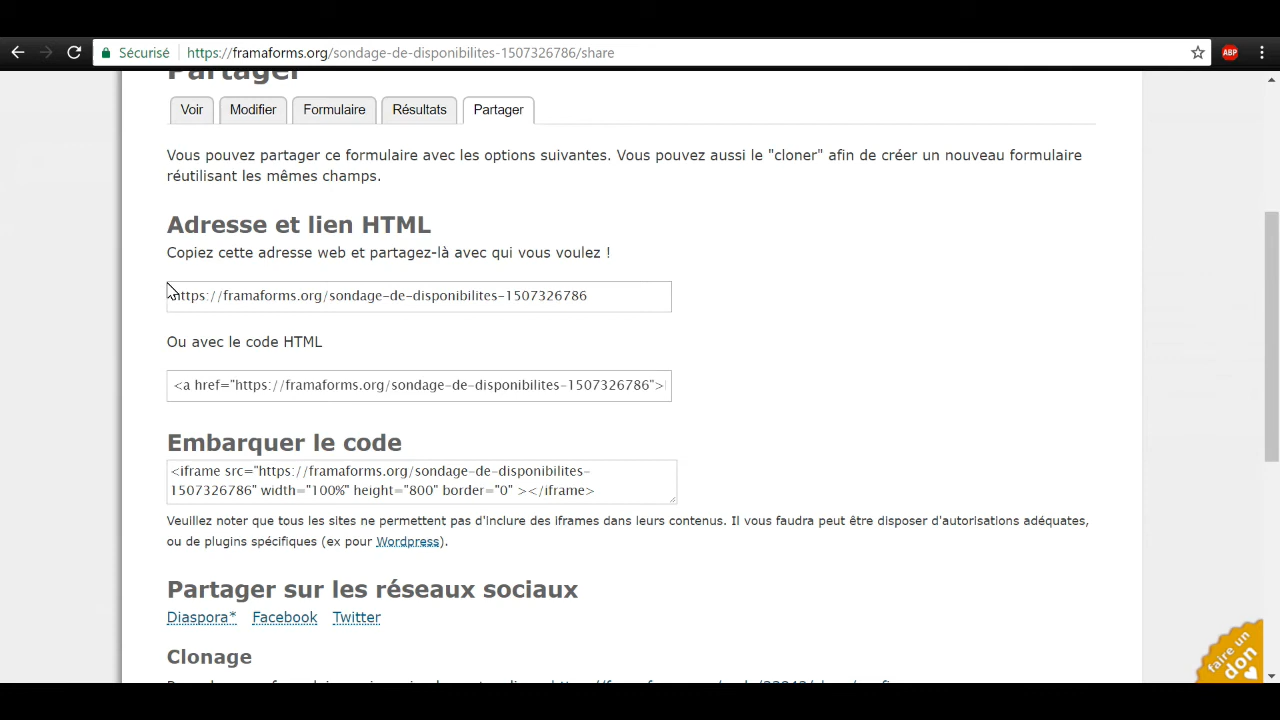 Sécurisé https://framaforms.org/sondage-de-disponibilites-1507326786/share ABP
Partager
Voir Modifier Formulaire Résultats Partager
Vous pouvez partager ce formulaire avec les options suivantes. Vous pouvez aussi le "cloner" afin de créer un nouveau formulaire
réutilisant les mêmes champs.
Adresse et lien HTML
Copiez cette adresse web et partagez-là avec qui vous voulez !
https://framaforms.org/sondage-de-disponibilites-1507326786
Ou avec le code HTML
<a href="https://framaforms.org/sondage-de-disponibilites-1507326786">
Embarquer le code
<iframe src="https://framaforms.org/sondage-de-disponibilites-
1507326786" width="100%" height="800" border="0" ></iframe>
Veuillez noter que tous les sites ne permettent pas d'inclure des iframes dans leurs contenus. Il vous faudra peut être disposer d'autorisations adéquates,
ou de plugins spécifiques (ex pour Wordpress).
Partager sur les réseaux sociaux
Diaspora* Facebook Twitter
Clonage
faire un
don